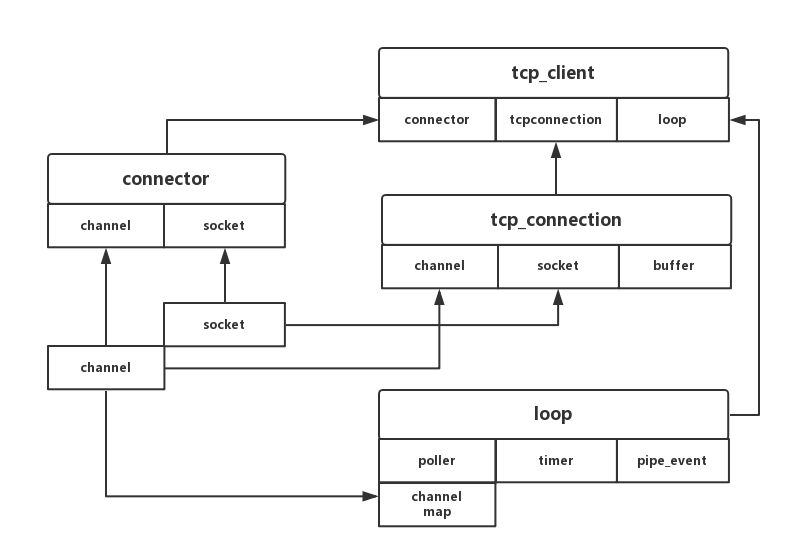 tcp_client
connector tcpconnection loop
connector
channel socket
tcp_connection
channel socket buffer
socket
channel
loop
poller timer pipe_event
channel
map